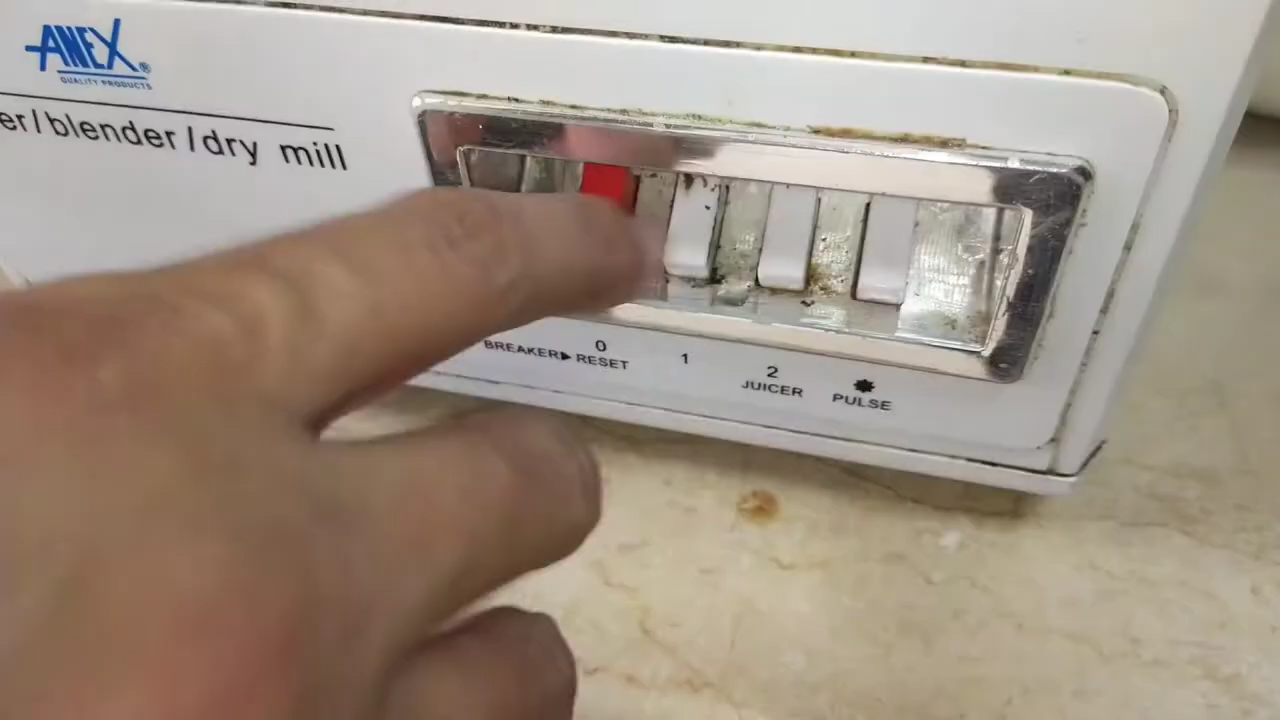 ANEX®
QUALITY PRODUCTS
er/blender/dry mill
0
BREAKER▶RESET
1
2
JUICER
PULSE